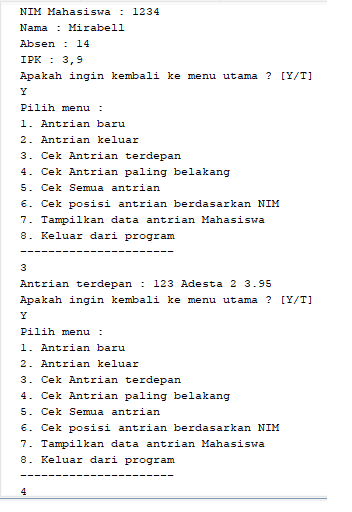 NIM Mahasiswa : 1234
Nama : Mirabell
Absen : 14
IPK : 3,9
Apakah ingin kembali ke menu utama ? [Y/T]
Y
Pilih menu :
1. Antrian baru
2. Antrian keluar
3. Cek Antrian terdepan
4. Cek Antrian paling belakang
5. Cek Semua antrian
6. Cek posisi antrian berdasarkan NIM
7. Tampilkan data antrian Mahasiswa
8. Keluar dari program
----------------------
3
Antrian terdepan : 123 Adesta 2 3.95
Apakah ingin kembali ke menu utama ? [Y/T]
Y
Pilih menu :
1. Antrian baru
2. Antrian keluar
3. Cek Antrian terdepan
4. Cek Antrian paling belakang
5. Cek Semua antrian
6. Cek posisi antrian berdasarkan NIM
7. Tampilkan data antrian Mahasiswa
8. Keluar dari program
----------------------
4